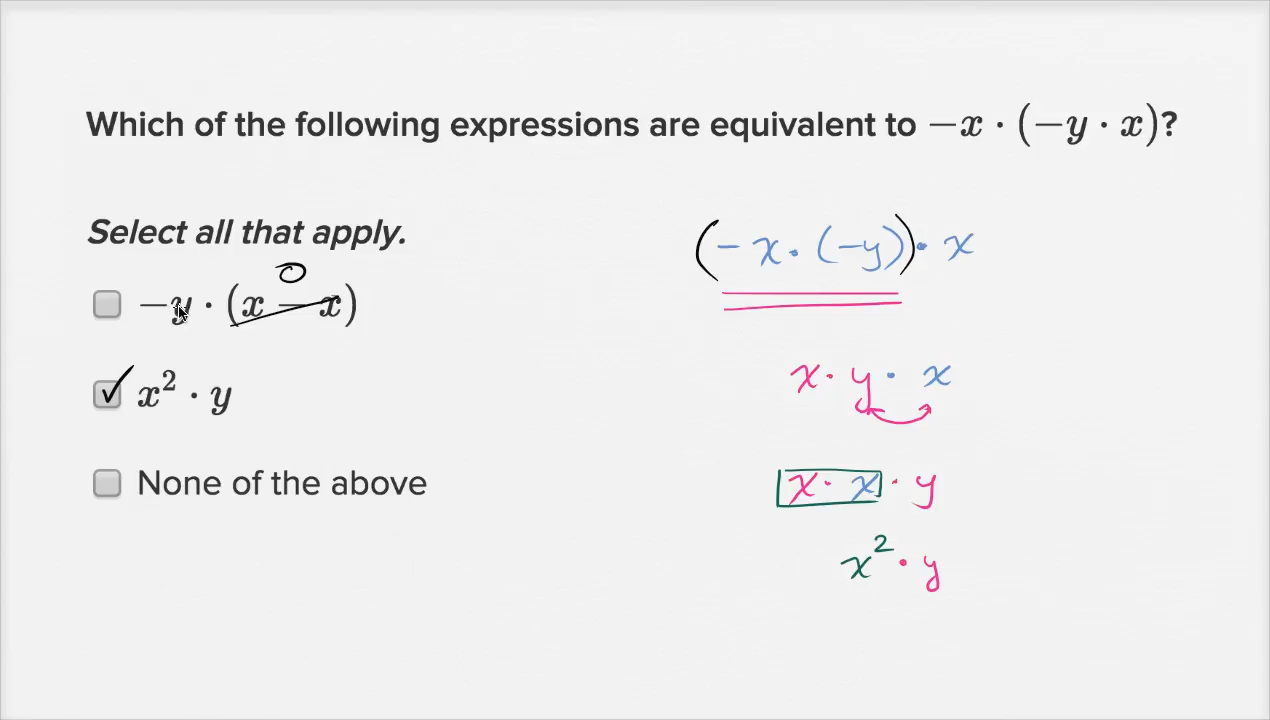 Which of the following expressions are equivalent to −x · (−y · x)?
Select all that apply.
0
−y · (x − x)
✓ x² · y
None of the above
(− x · (−y)) · x
x · y · x
x · x · y
x² · y